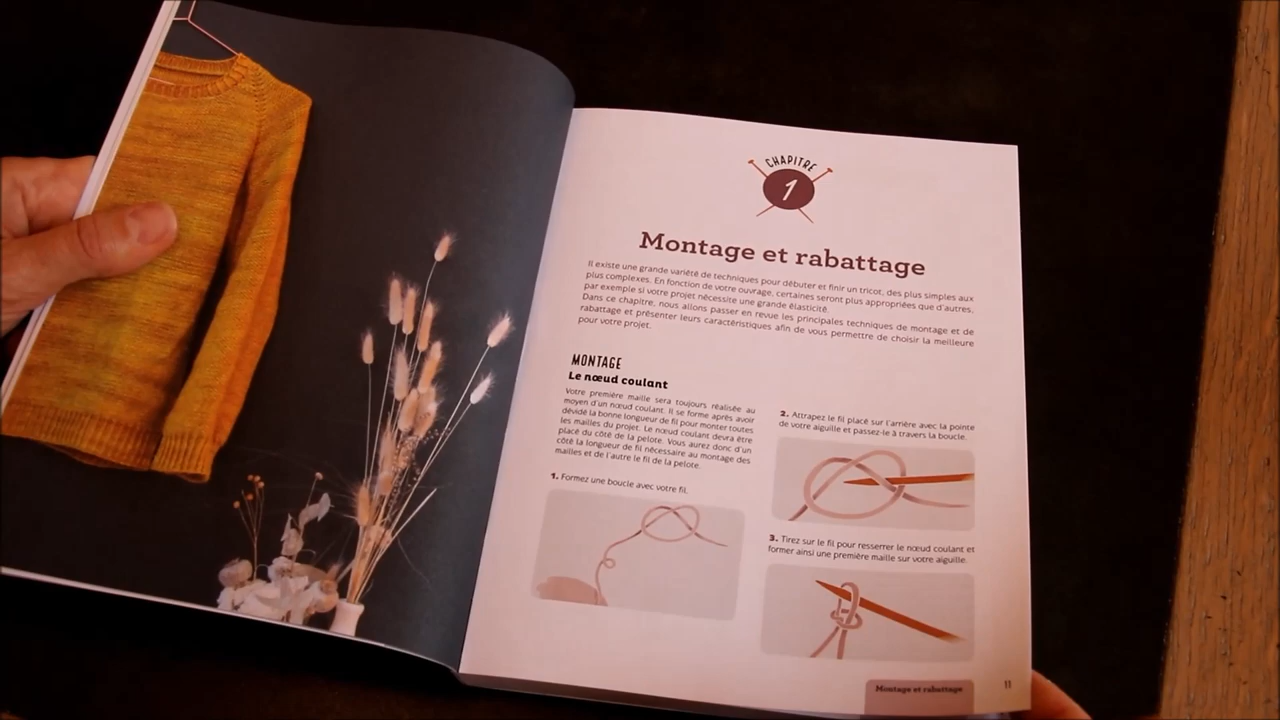 CHAPITRE
1
Montage et rabattage
Il existe une grande variété de techniques pour débuter et finir un tricot, des plus simples aux
plus complexes. En fonction de votre ouvrage, certaines seront plus appropriées que d'autres,
par exemple si votre projet nécessite une grande élasticité.
Dans ce chapitre, nous allons passer en revue les principales techniques de montage et de
rabattage et présenter leurs caractéristiques afin de vous permettre de choisir la meilleure
pour votre projet.
MONTAGE
Le nœud coulant
Votre première maille sera toujours réalisée au
moyen d'un nœud coulant. Il se forme après avoir
dévidé la bonne longueur de fil pour monter toutes
les mailles du projet. Le nœud coulant devra être
placé du côté de la pelote. Vous aurez donc d'un
côté la longueur de fil nécessaire au montage des
mailles et de l'autre le fil de la pelote.
1. Formez une boucle avec votre fil.
2. Attrapez le fil placé sur l'arrière avec la pointe
de votre aiguille et passez-le à travers la boucle.
3. Tirez sur le fil pour resserrer le nœud coulant et
former ainsi une première maille sur votre aiguille.
Montage et rabattage
11